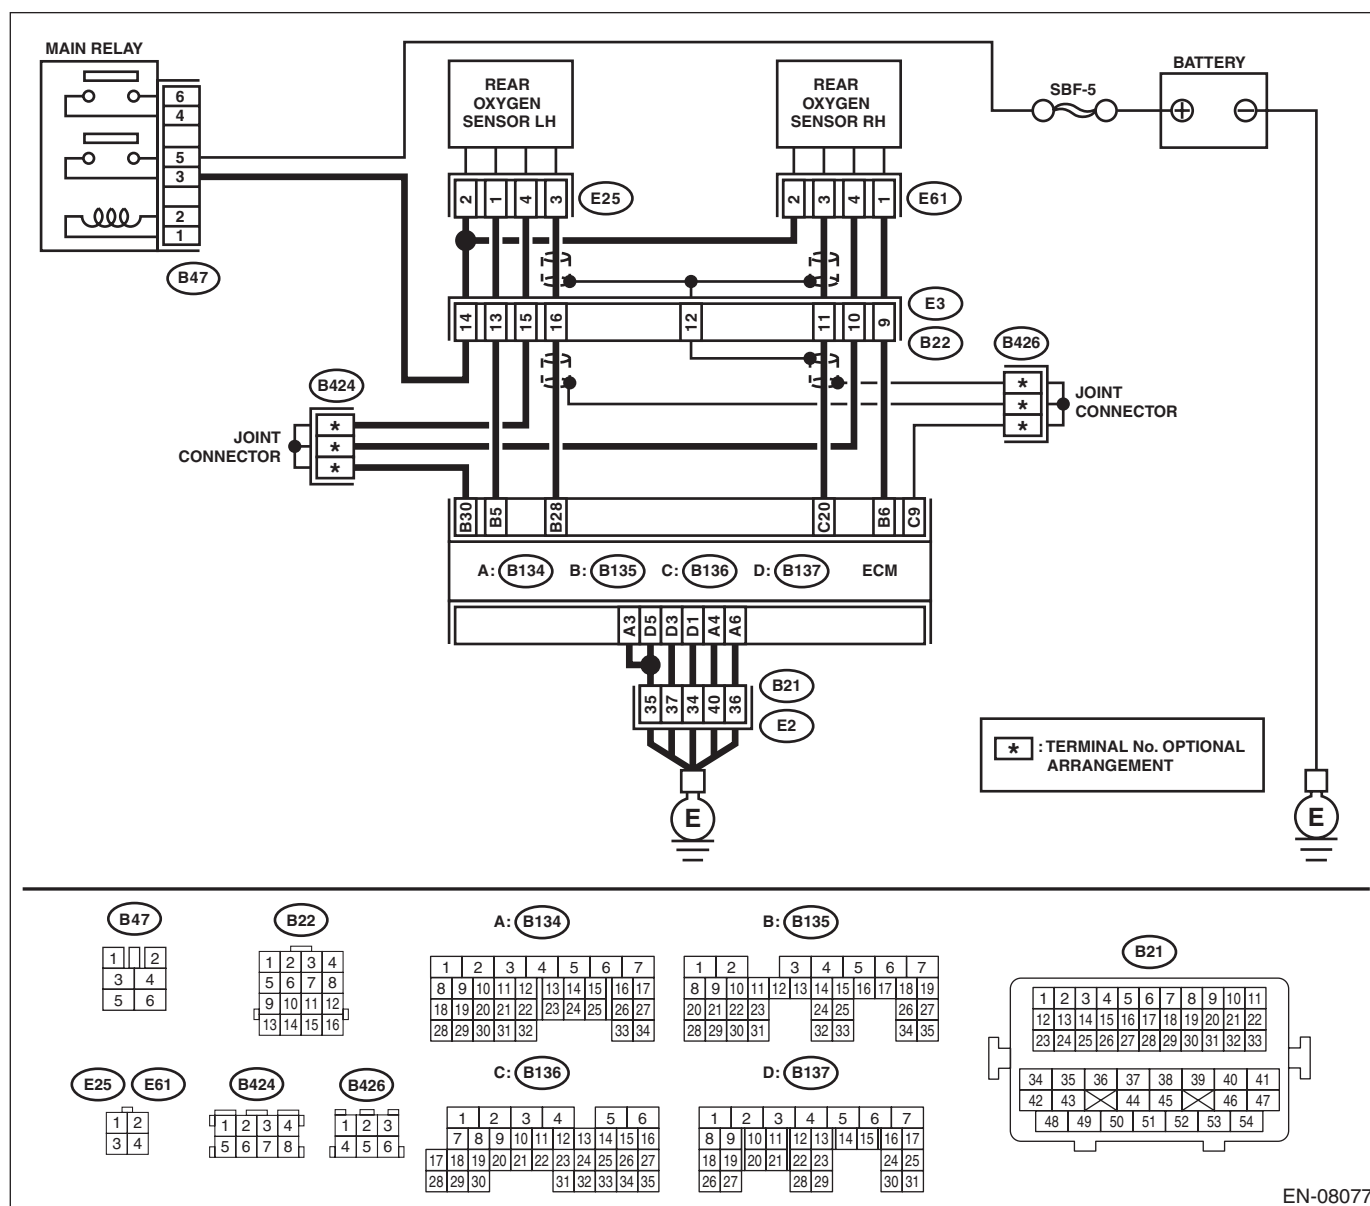 MAIN RELAY
6
4
5
3
2
1
B47
REAR
OXYGEN
SENSOR LH
2 1 4 3
E25
REAR
OXYGEN
SENSOR RH
2 3 4 1
E61
SBF-5
BATTERY
+ −
14 13 15 16 12 11 10 9
E3
B22
B424
JOINT
CONNECTOR
*
*
*
B426
*
*
*
JOINT
CONNECTOR
B30 B5 B28 C20 B6 C9
A: B134 B: B135 C: B136 D: B137 ECM
A3 D5 D3 D1 A4 A6
35 37 34 40 36
B21
E2
E
* : TERMINAL No. OPTIONAL
ARRANGEMENT
E
B47
1 2
3 4
5 6
B22
1 2 3 4
5 6 7 8
9 10 11 12
13 14 15 16
A: B134
1 2 3 4 5 6 7
8 9 10 11 12 13 14 15 16 17
18 19 20 21 22 23 24 25 26 27
28 29 30 31 32 33 34
B: B135
1 2 3 4 5 6 7
8 9 10 11 12 13 14 15 16 17 18 19
20 21 22 23 24 25 26 27
28 29 30 31 32 33 34 35
B21
1 2 3 4 5 6 7 8 9 10 11
12 13 14 15 16 17 18 19 20 21 22
23 24 25 26 27 28 29 30 31 32 33
34 35 36 37 38 39 40 41
42 43 44 45 46 47
48 49 50 51 52 53 54
E25 E61
1 2
3 4
B424
1 2 3 4
5 6 7 8
B426
1 2 3
4 5 6
C: B136
1 2 3 4 5 6
7 8 9 10 11 12 13 14 15 16
17 18 19 20 21 22 23 24 25 26 27
28 29 30 31 32 33 34 35
D: B137
1 2 3 4 5 6 7
8 9 10 11 12 13 14 15 16 17
18 19 20 21 22 23 24 25
26 27 28 29 30 31
EN-08077